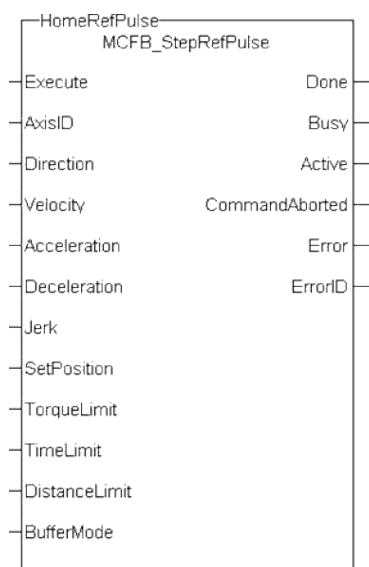 HomeRefPulse
MCFB_StepRefPulse
Execute Done
AxisID Busy
Direction Active
Velocity CommandAborted
Acceleration Error
Deceleration ErrorID
Jerk
SetPosition
TorqueLimit
TimeLimit
DistanceLimit
BufferMode